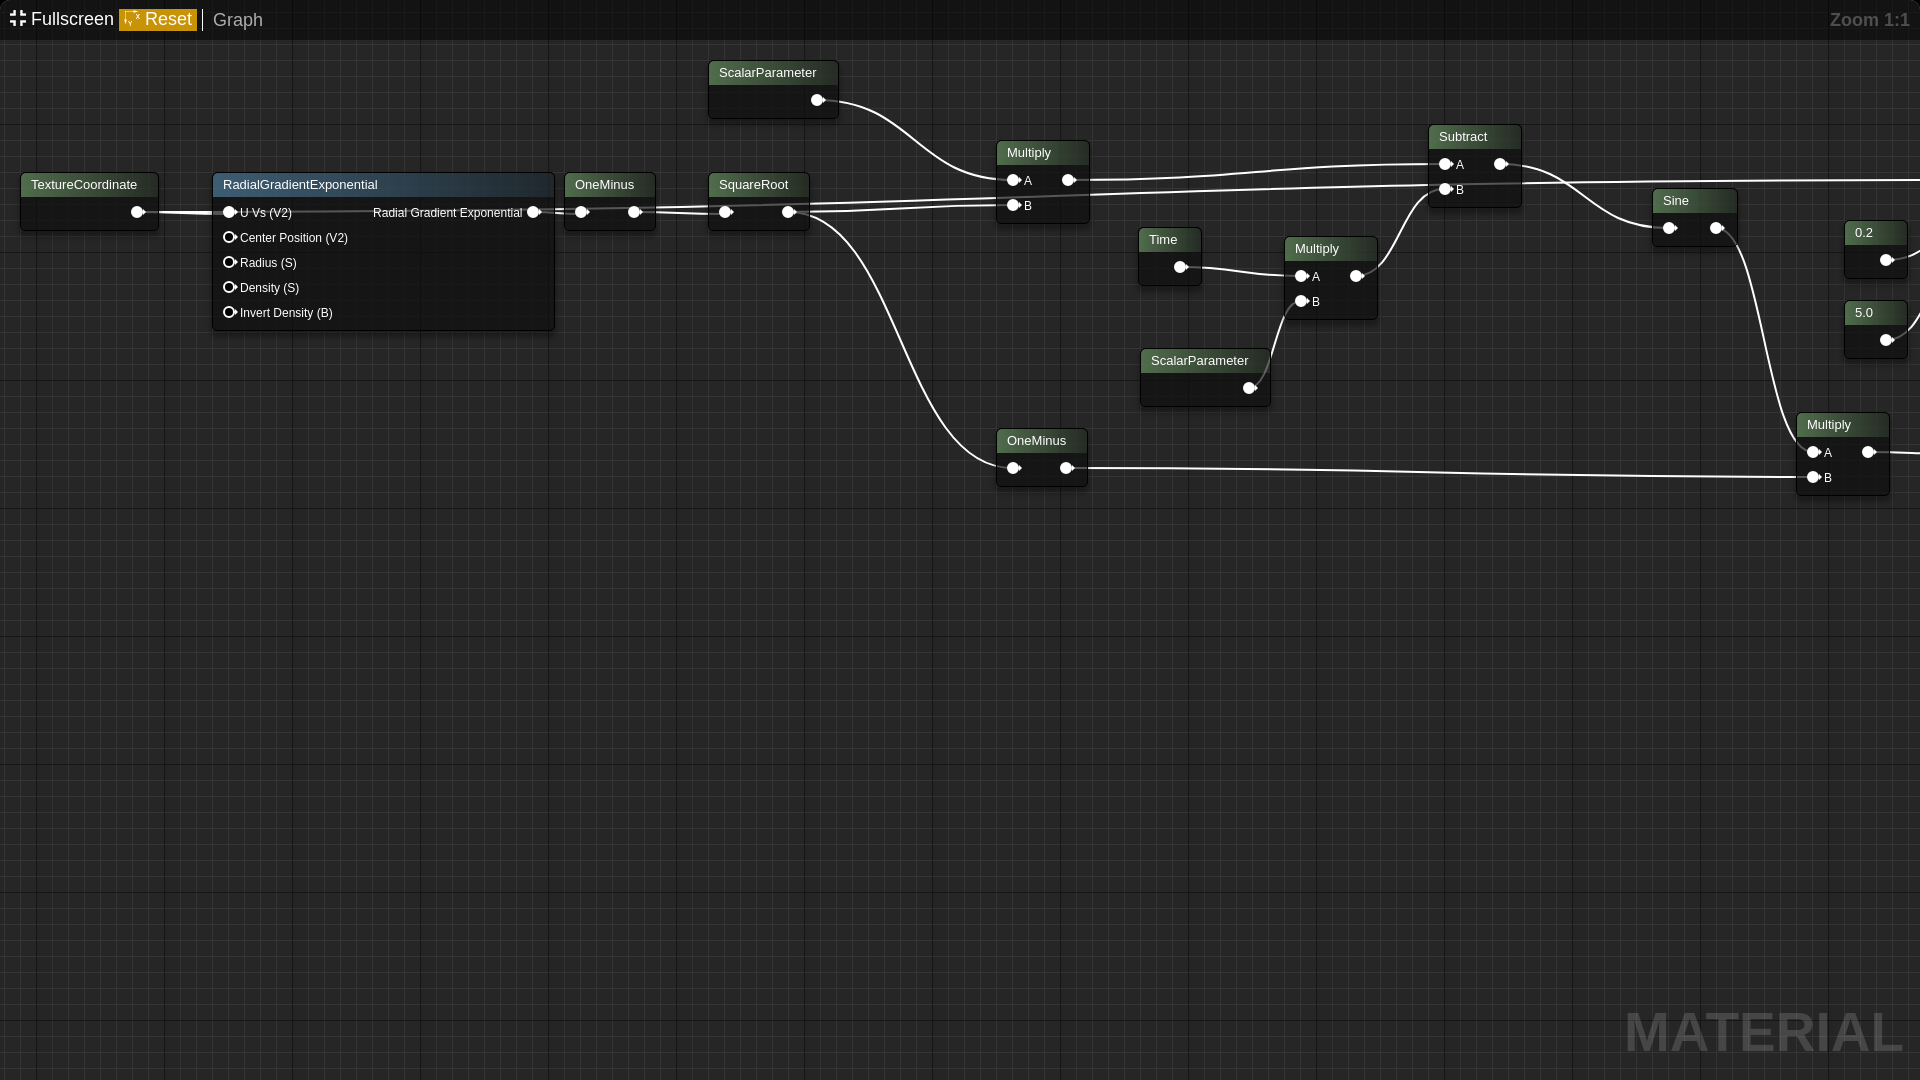 Fullscreen Reset Graph Zoom 1:1
ScalarParameter
Multiply
A
B
Subtract
A
B
TextureCoordinate
RadialGradientExponential
U Vs (V2) Radial Gradient Exponential
Center Position (V2)
Radius (S)
Density (S)
Invert Density (B)
OneMinus
SquareRoot
Sine
Time
Multiply
A
B
0.2
5.0
ScalarParameter
OneMinus
Multiply
A
B
MATERIAL